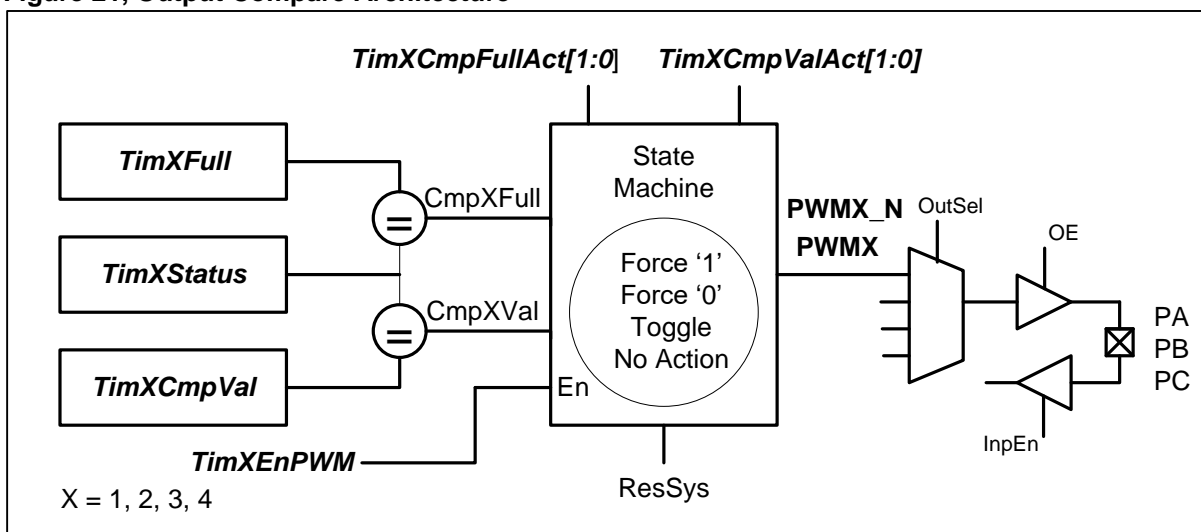 Figure 21, Output Compare Architecture
TimXCmpFullAct[1:0]
TimXCmpValAct[1:0]
TimXFull
TimXStatus
TimXCmpVal
=
=
CmpXFull
CmpXVal
En
TimXEnPWM
State
Machine
Force ‘1’
Force ‘0’
Toggle
No Action
ResSys
PWMX_N
PWMX
OutSel
OE
InpEn
PA
PB
PC
X = 1, 2, 3, 4